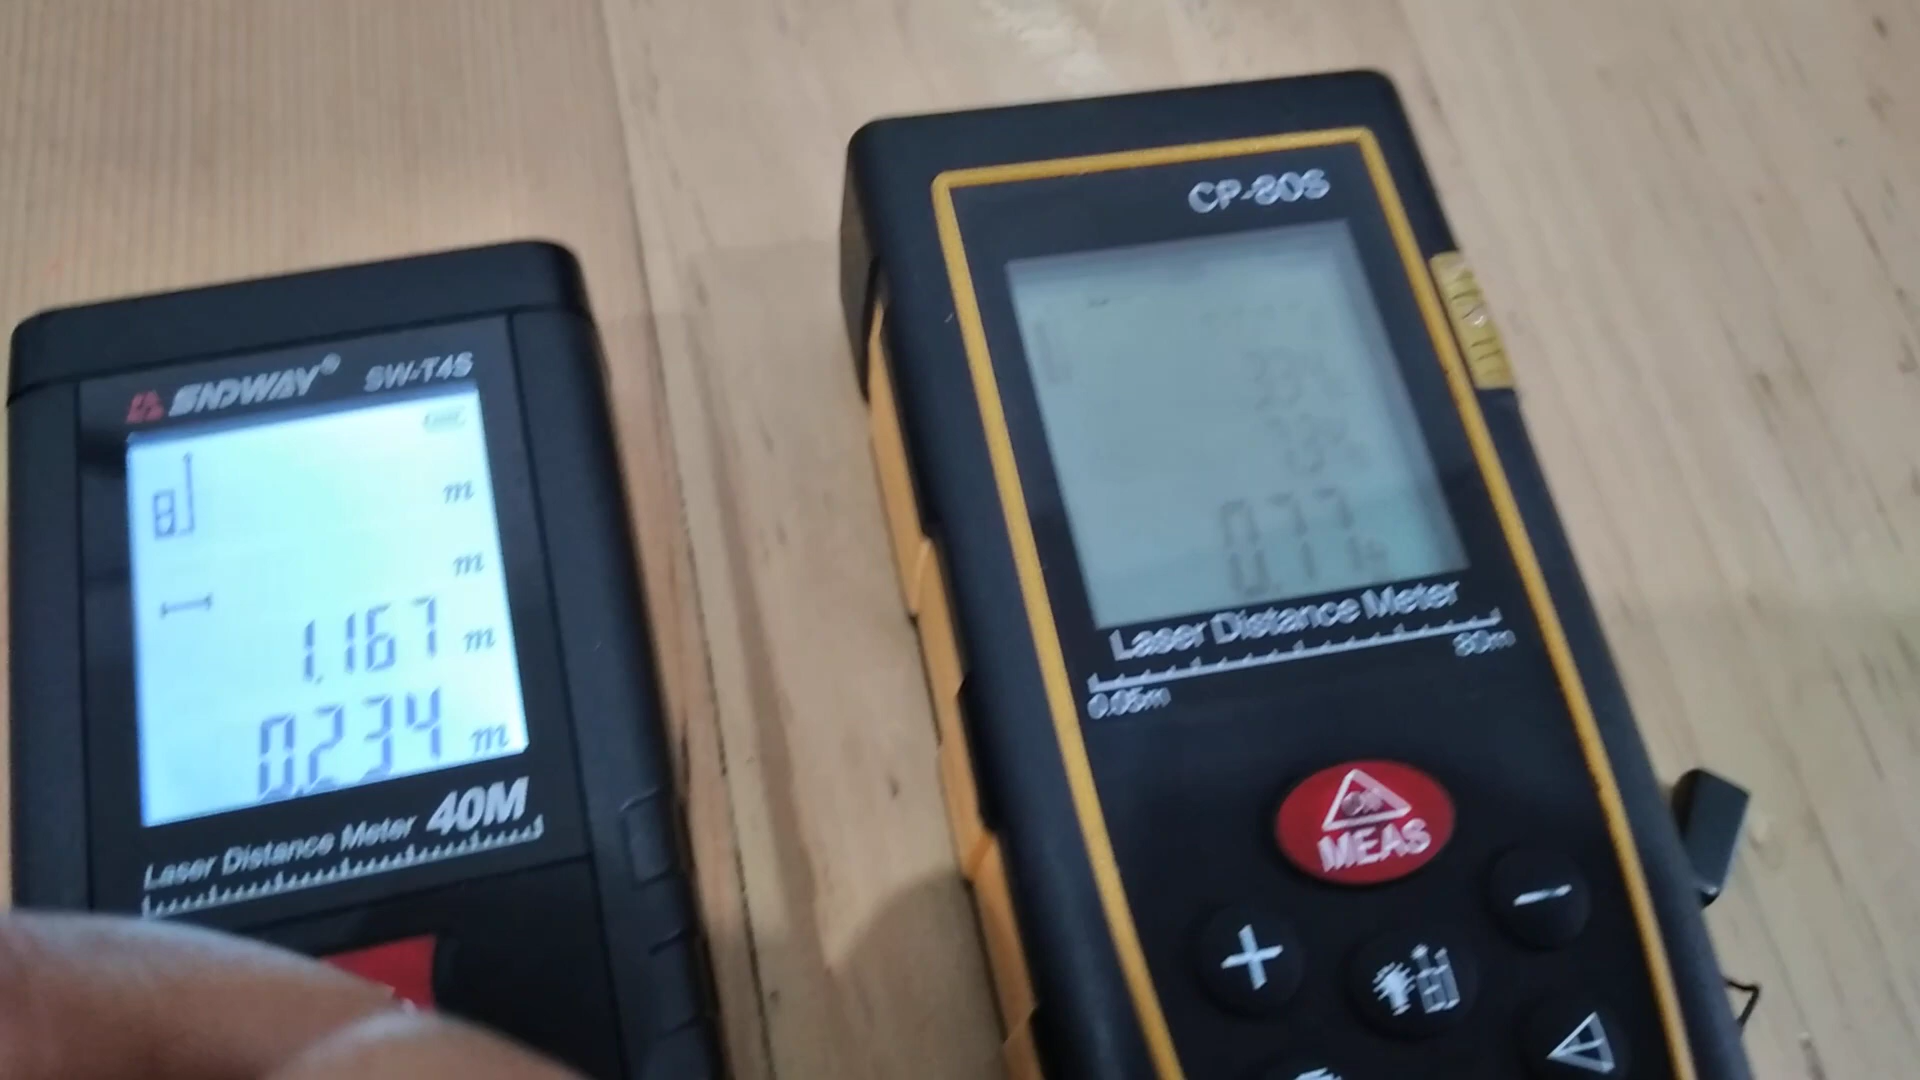 SNDWAY® SW-T4S
m
m
1.167 m
0.234 m
Laser Distance Meter 40M
CP-80S
Laser Distance Meter
0.05m 80m
MEAS